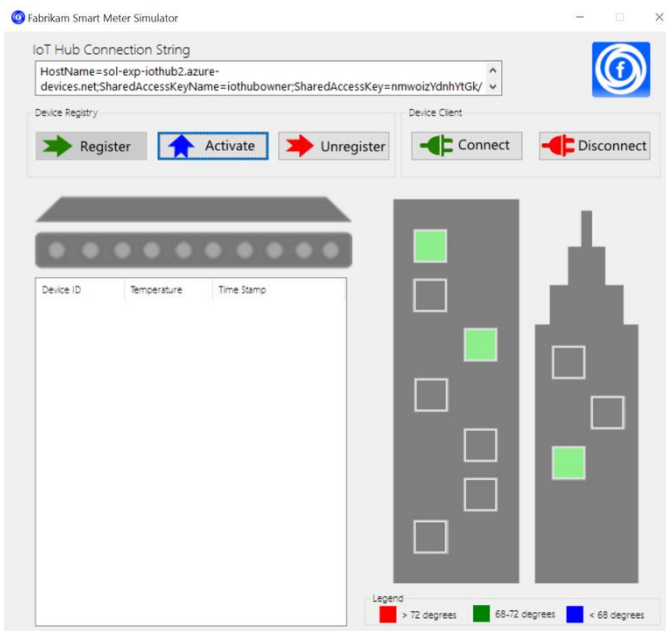 Fabrikam Smart Meter Simulator
IoT Hub Connection String
HostName=sol-exp-iothub2.azure-
devices.net;SharedAccessKeyName=iothubowner;SharedAccessKey=nmwoizYdnhYtGk/
Device Registry
Device Client
Register
Activate
Unregister
Connect
Disconnect
Device ID
Temperature
Time Stamp
Legend
> 72 degrees
68-72 degrees
< 68 degrees